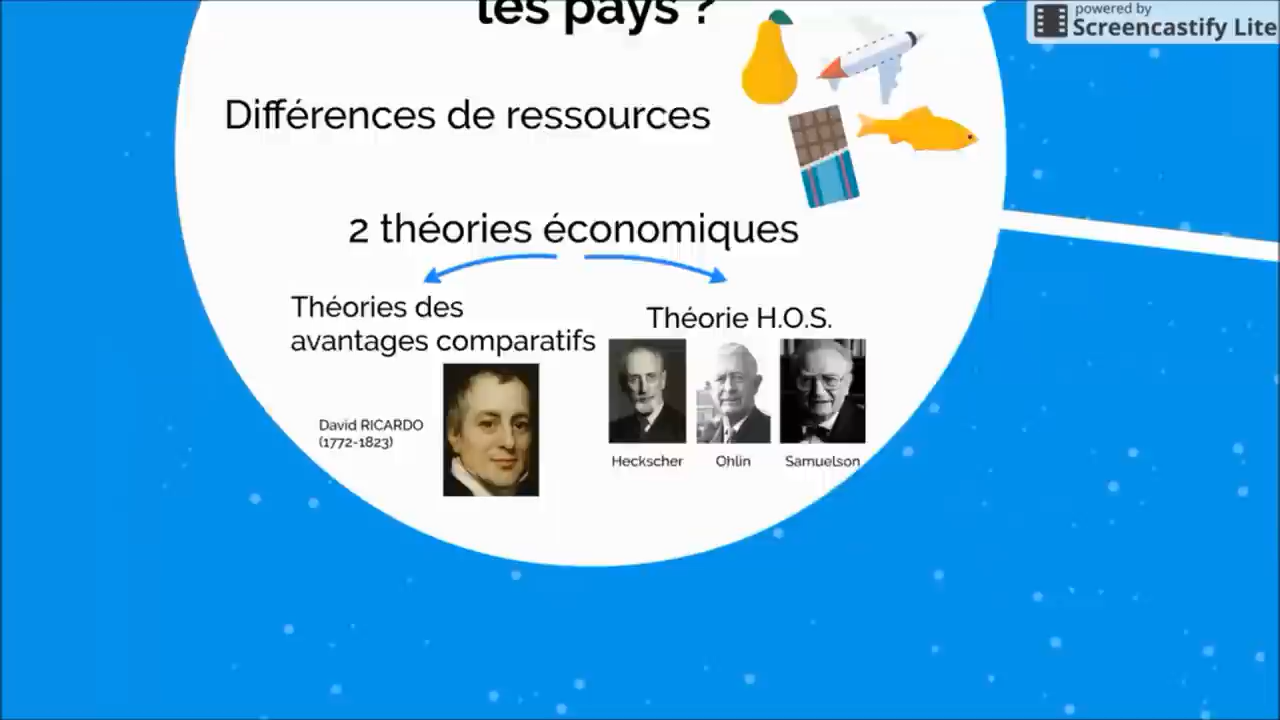 les pays ?
powered by
Screencastify Lite
Différences de ressources
2 théories économiques
Théories des
avantages comparatifs
Théorie H.O.S.
David RICARDO
(1772-1823)
Heckscher
Ohlin
Samuelson